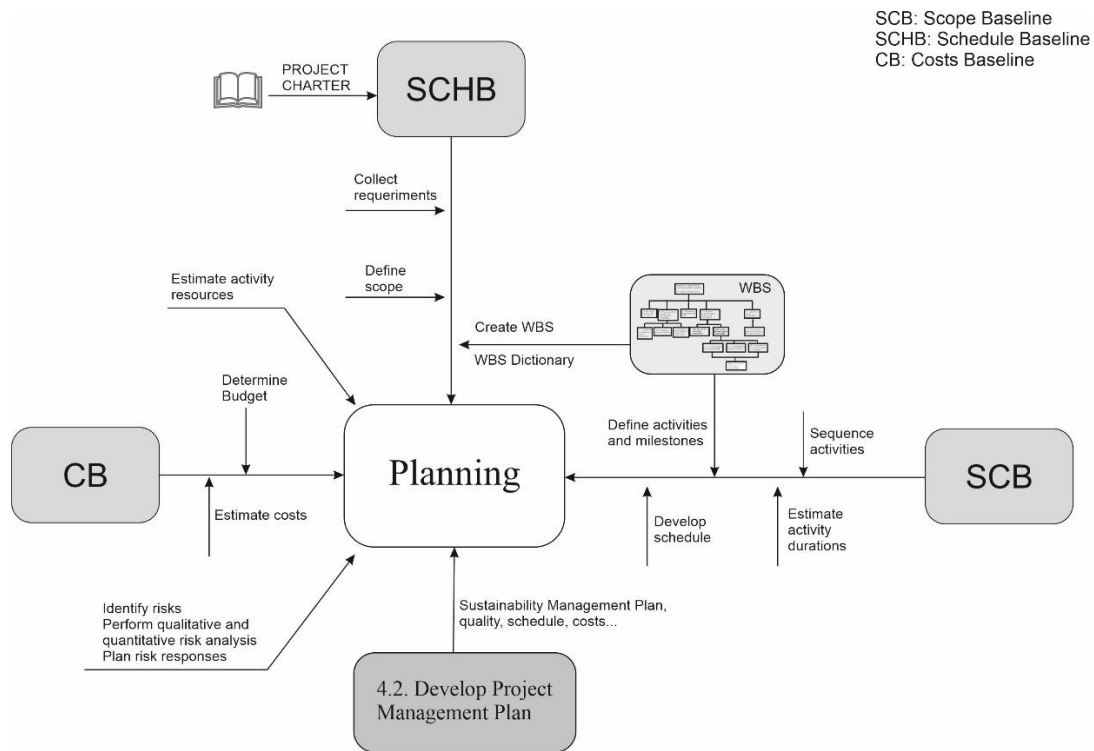 SCB: Scope Baseline
SCHB: Schedule Baseline
CB: Costs Baseline
PROJECT
CHARTER
SCHB
Collect
requeriments
Define
scope
Estimate activity
resources
WBS
Create WBS
WBS Dictionary
Determine
Budget
Define activities
and milestones
Sequence
activities
CB
Planning
SCB
Estimate costs
Develop
schedule
Estimate
activity
durations
Identify risks
Perform qualitative and
quantitative risk analysis
Plan risk responses
Sustainability Management Plan,
quality, schedule, costs...
4.2. Develop Project
Management Plan